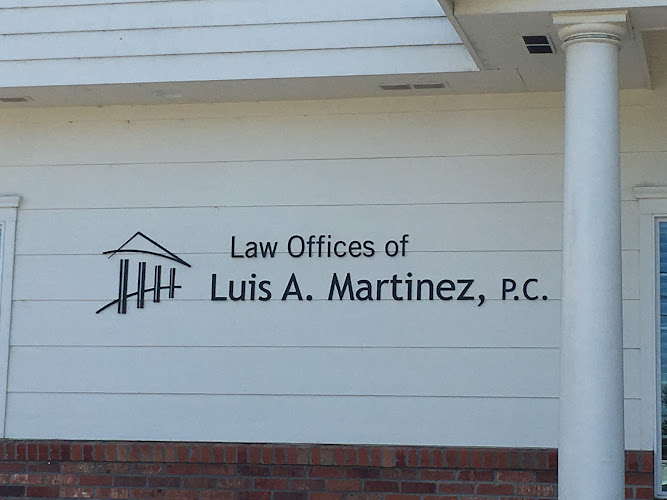 Law Offices of
Luis A. Martinez, P.C.